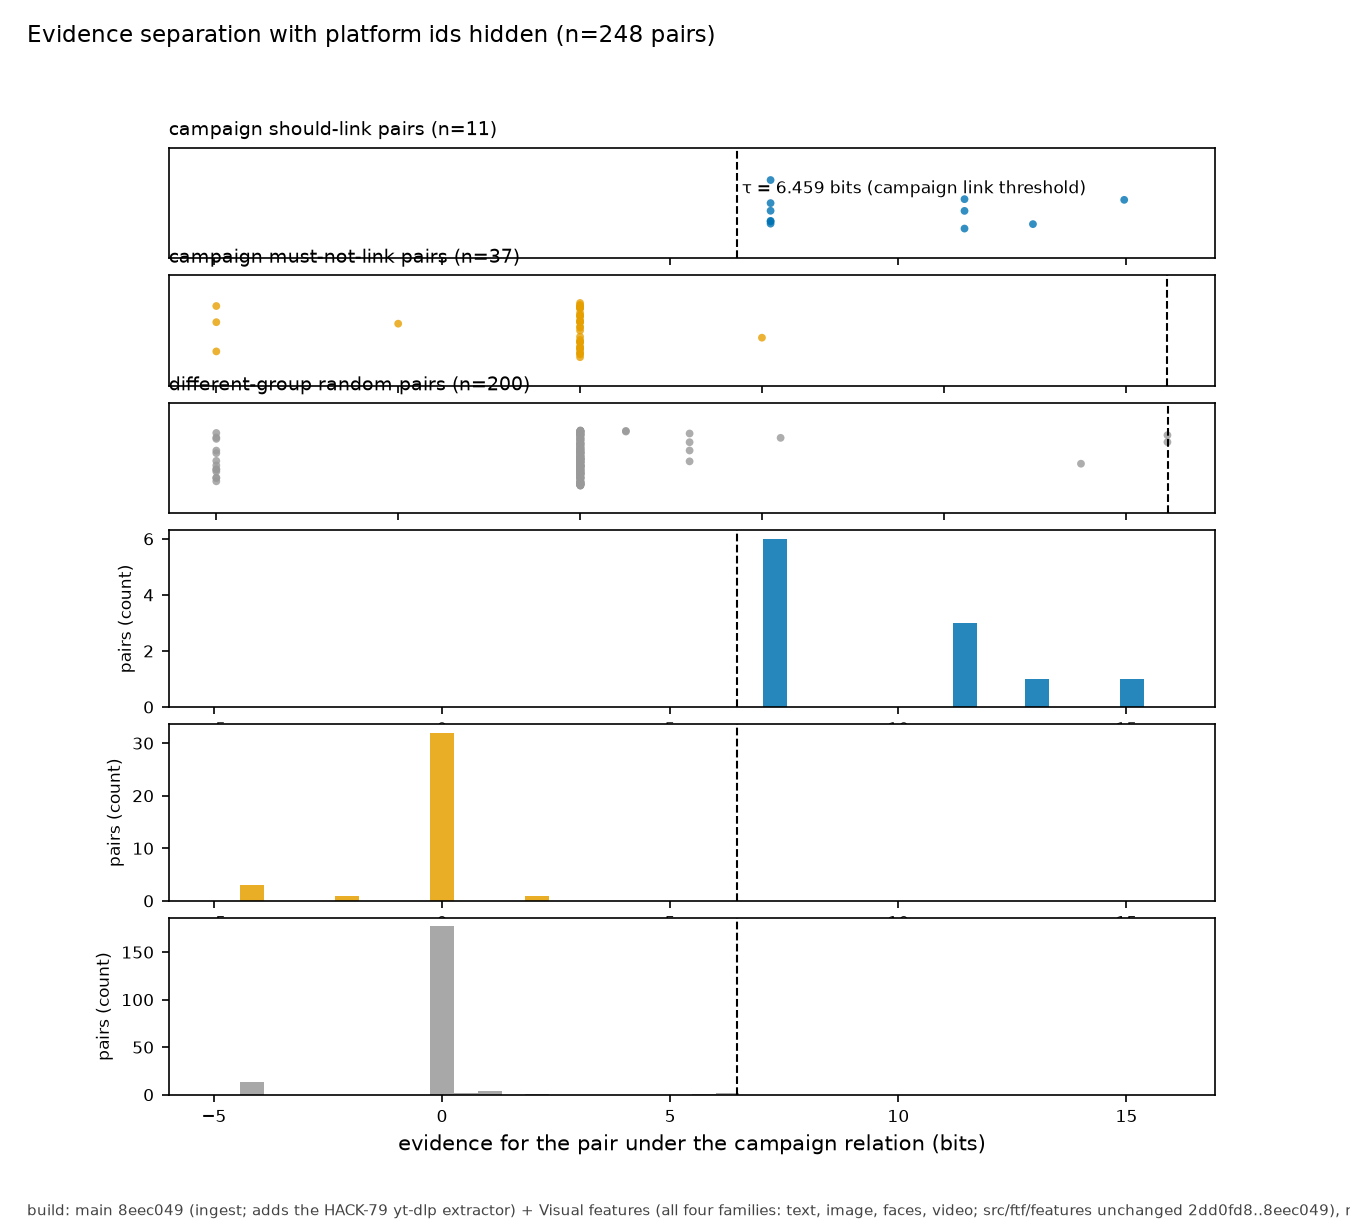 Evidence separation with platform ids hidden (n=248 pairs)
campaign should-link pairs (n=11)
τ = 6.459 bits (campaign link threshold)
campaign must-not-link pairs (n=37)
different-group random pairs (n=200)
6
4
2
0
pairs (count)
30
20
10
0
pairs (count)
150
100
50
0
pairs (count)
−5 0 5 10 15
evidence for the pair under the campaign relation (bits)
build: main 8eec049 (ingest; adds the HACK-79 yt-dlp extractor) + Visual features (all four families: text, image, faces, video; src/ftf/features unchanged 2dd0fd8..8eec049),